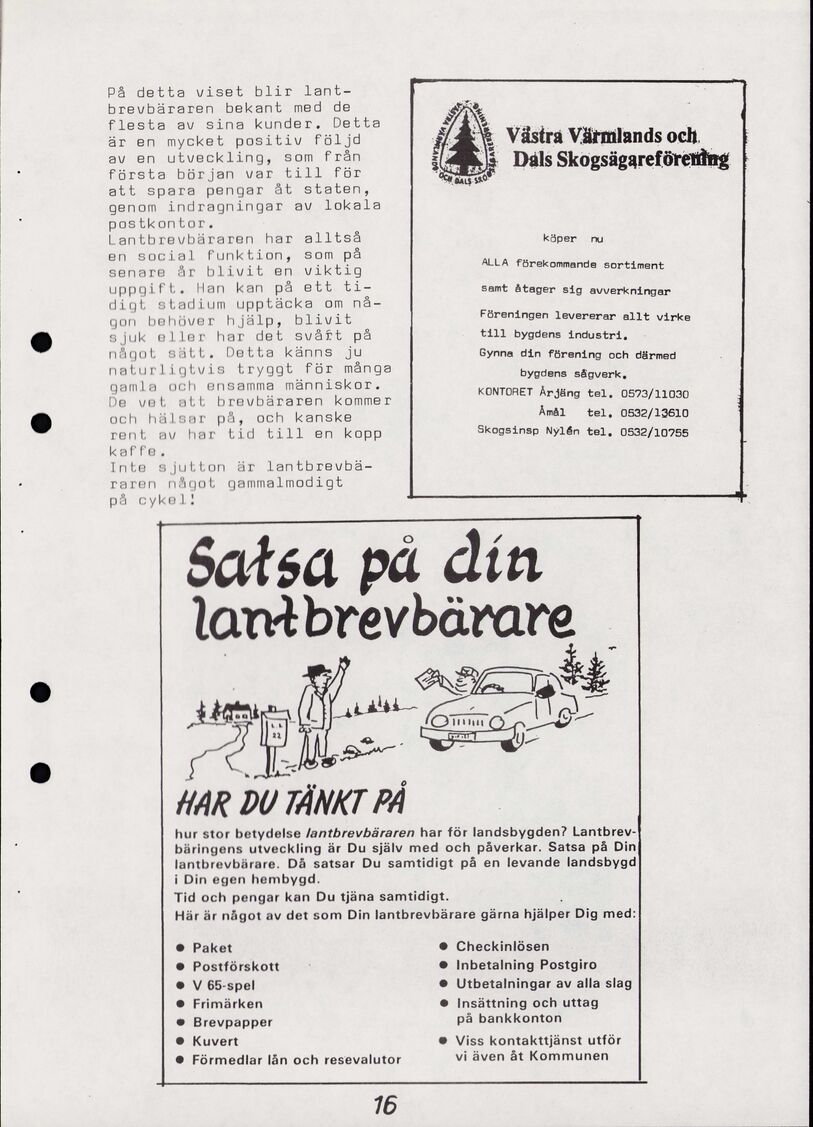 på detta viset blir lant-
brevbäraren bekant med de
flesta av sina kunder. Detta
är en mycket positiv följd
av en utveckling, som från
första början var till för
att spara pengar åt staten,
genom indragningar av lokala
postkontor.
Lantbrevbäraren har alltså
en social funktion, som på
senare år blivit en viktig
uppgift. Han kan på ett ti-
digt stadium upptäcka om nå-
gon behöver hjälp, blivit
sjuk eller har det svårt på
något sätt. Detta känns ju
naturligtvis tryggt för många
gamla och ensamma människor.
De vet att brevbäraren kommer
och hälsar på, och kanske
rent av har tid till en kopp
kaffe.
Inte sjutton är lantbrevbä-
raren något gammalmodigt
på cykel!
VÄSTRA VÄRMLANDS
OCH DALS SKOGSÄGAREFÖRENING
Västra Värmlands och
Dals Skogsägareförening
köper nu
ALLA förekommande sortiment
samt åtager sig avverkningar
Föreningen levererar allt virke
till bygdens industri.
Gynna din förening och därmed
bygdens sågverk.
KONTORET Årjäng tel. 0573/11030
Åmål tel. 0532/13610
Skogsinsp Nylén tel. 0532/10755
Satsa på din
lantbrevbärare
L.L
22
HAR DU TÄNKT PÅ
hur stor betydelse lantbrevbäraren har för landsbygden? Lantbrev-
bäringens utveckling är Du själv med och påverkar. Satsa på Din
lantbrevbärare. Då satsar Du samtidigt på en levande landsbygd
i Din egen hembygd.
Tid och pengar kan Du tjäna samtidigt.
Här är något av det som Din lantbrevbärare gärna hjälper Dig med:
● Paket
● Postförskott
● V 65-spel
● Frimärken
● Brevpapper
● Kuvert
● Förmedlar lån och resevalutor
● Checkinlösen
● Inbetalning Postgiro
● Utbetalningar av alla slag
● Insättning och uttag
på bankkonton
● Viss kontakttjänst utför
vi även åt Kommunen
16